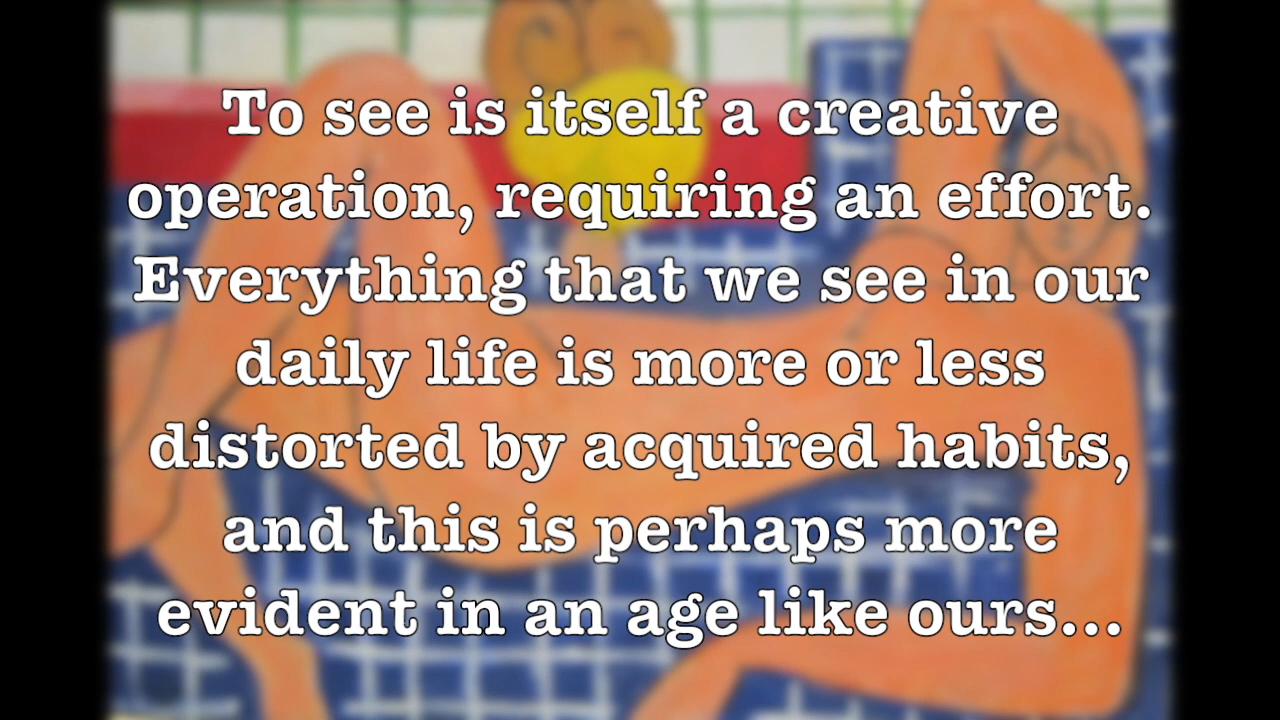 To see is itself a creative
operation, requiring an effort.
Everything that we see in our
daily life is more or less
distorted by acquired habits,
and this is perhaps more
evident in an age like ours...